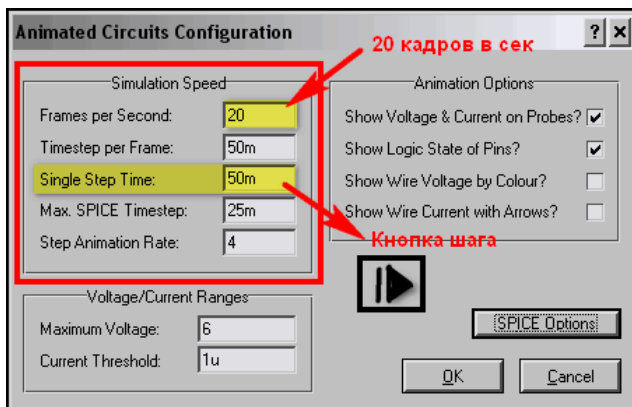 Animated Circuits Configuration
20 кадров в сек
Simulation Speed
Frames per Second: 20
Timestep per Frame: 50m
Single Step Time: 50m
Max. SPICE Timestep: 25m
Step Animation Rate: 4
Animation Options
Show Voltage & Current on Probes?
Show Logic State of Pins?
Show Wire Voltage by Colour?
Show Wire Current with Arrows?
Кнопка шага
Voltage/Current Ranges
Maximum Voltage: 6
Current Threshold: 1u
SPICE Options
OK
Cancel